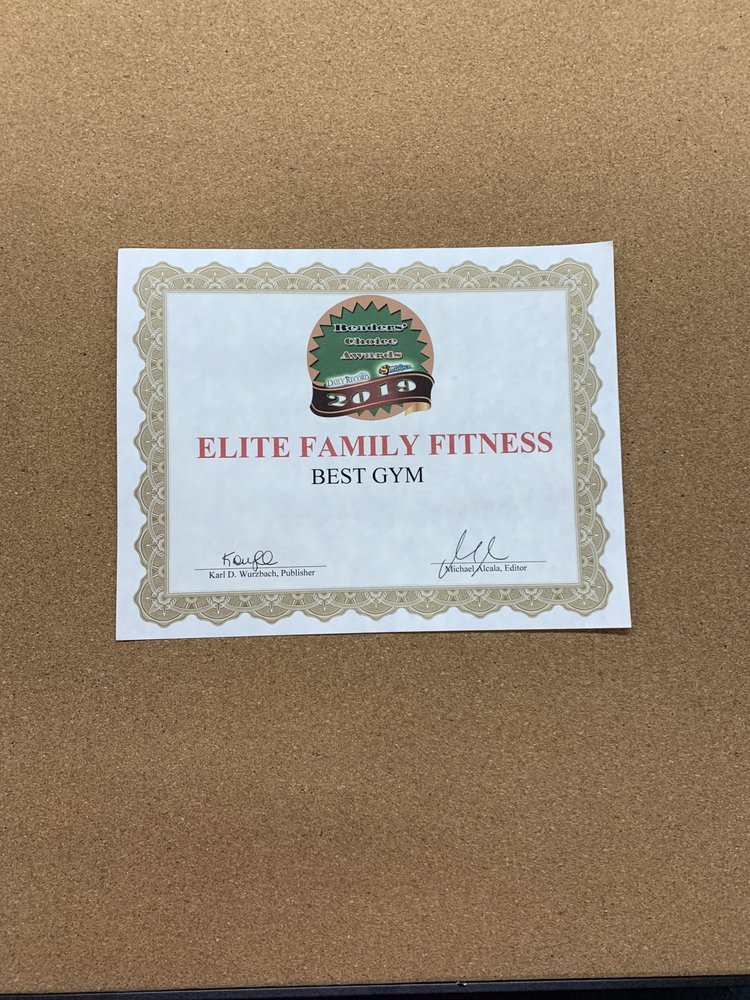 Readers'
Choice
Awards
DAILY RECORD
2019
ELITE FAMILY FITNESS
BEST GYM
Karl D. Wurzbach, Publisher
Michael Alcala, Editor